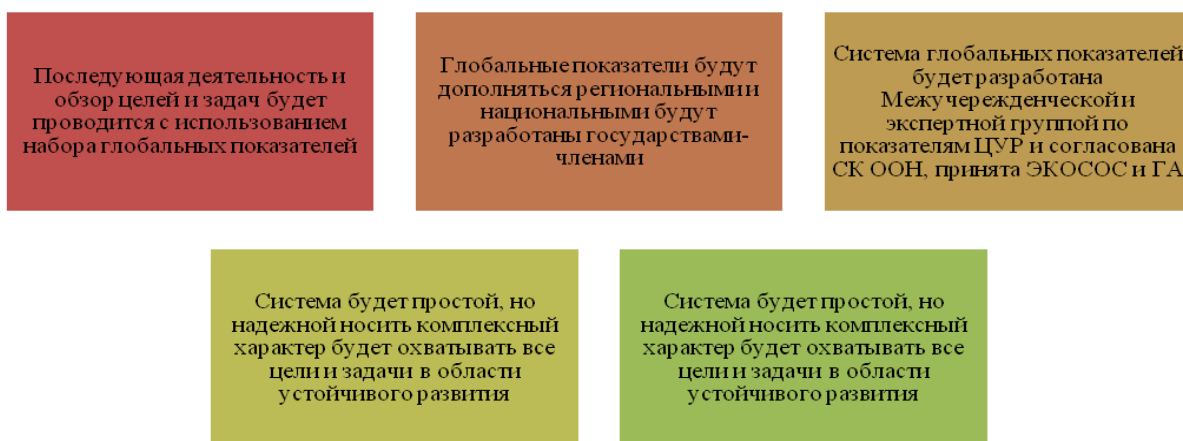 Последующая деятельность и
обзор целей и задач будет
проводится с использованием
набора глобальных показателей
Глобальные показатели будут
дополняться региональными и
национальными будут
разработаны государствами-
членами
Система глобальных показателей
будет разработана
Межучережденческой и
экспертной группой по
показателям ЦУР и согласована
СК ООН, принята ЭКОСОС и ГА
Система будет простой, но
надежной носить комплексный
характер будет охватывать все
цели и задачи в области
устойчивого развития
Система будет простой, но
надежной носить комплексный
характер будет охватывать все
цели и задачи в области
устойчивого развития